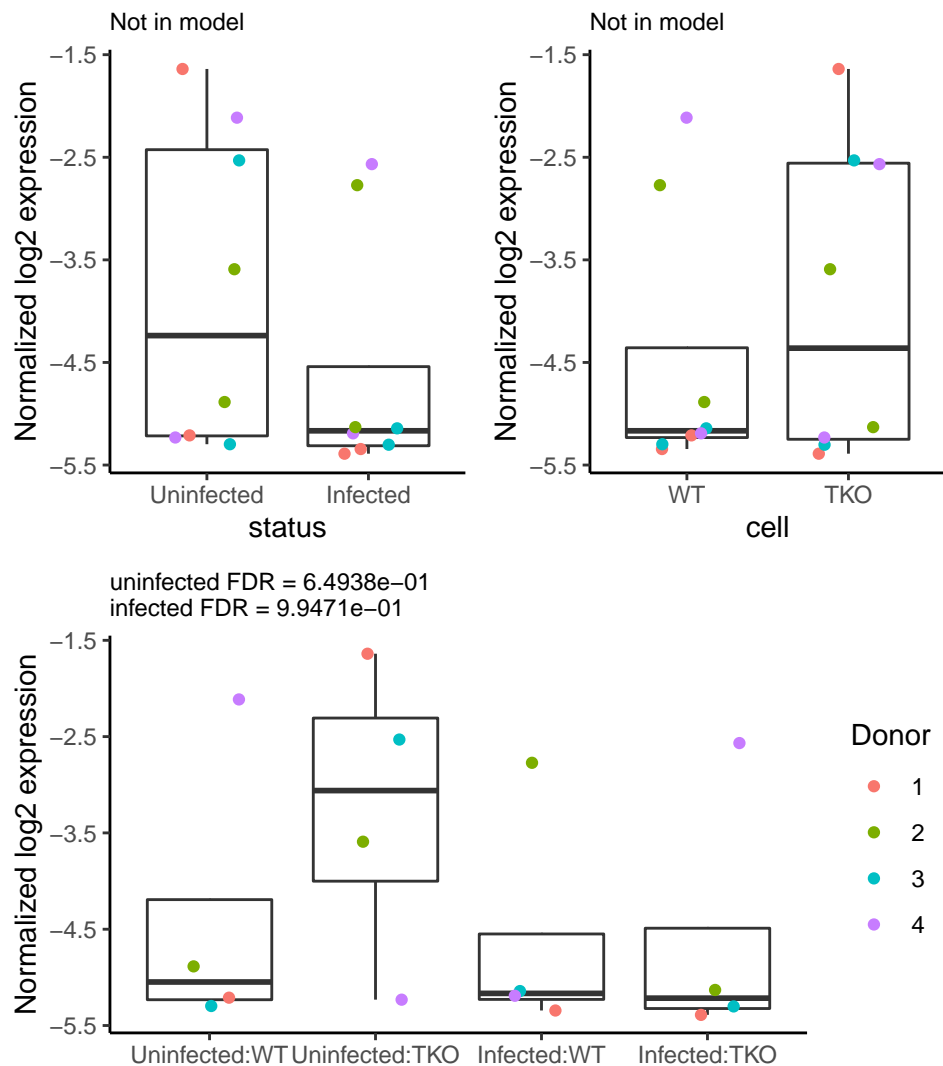 Not in model
Normalized log2 expression
−1.5
−2.5
−3.5
−4.5
−5.5
Uninfected Infected
status
Not in model
Normalized log2 expression
−1.5
−2.5
−3.5
−4.5
−5.5
WT TKO
cell
uninfected FDR = 6.4938e−01
infected FDR = 9.9471e−01
Normalized log2 expression
−1.5
−2.5
−3.5
−4.5
−5.5
Uninfected:WT Uninfected:TKO Infected:WT Infected:TKO
Donor
1
2
3
4